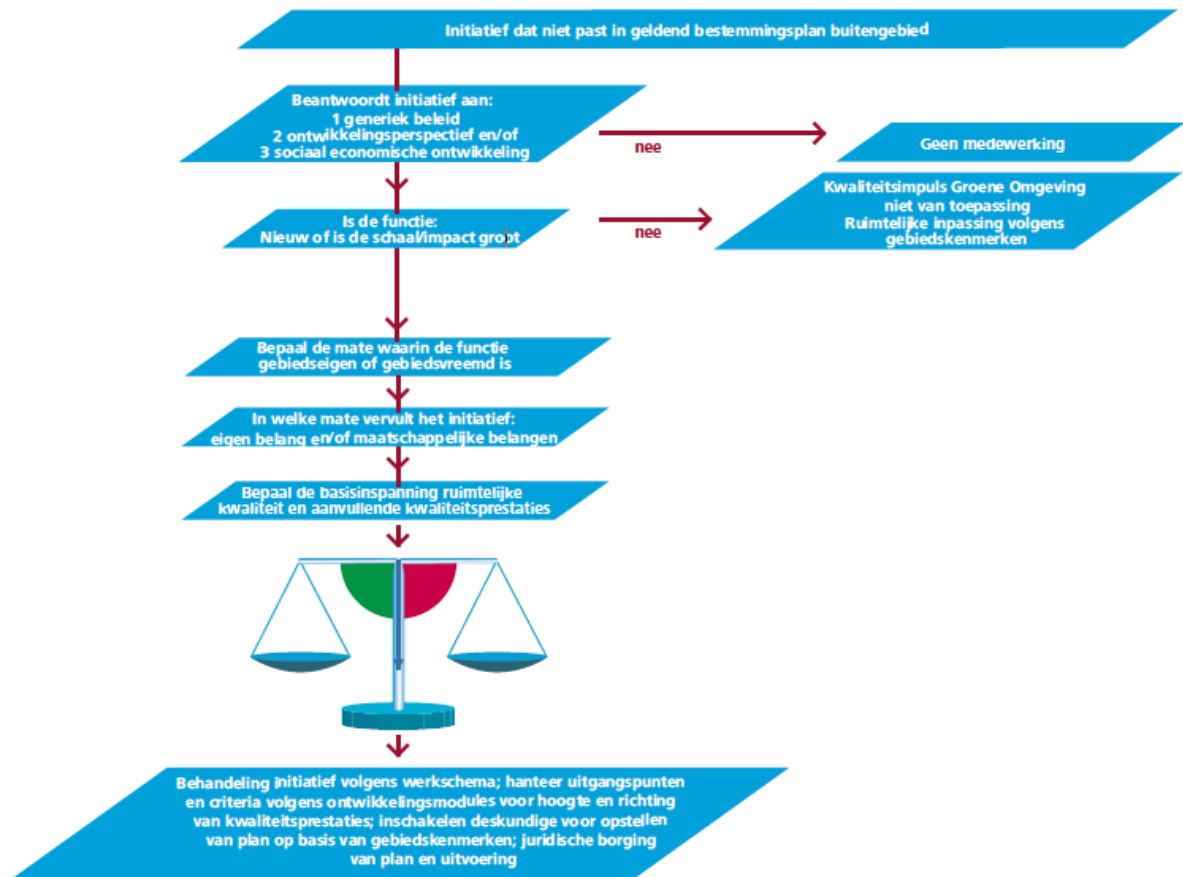 Initiatief dat niet past in geldend bestemmingsplan buitengebied
Beantwoordt initiatief aan:
1 generiek beleid
2 ontwikkelingsperspectief en/of
3 sociaal economische ontwikkeling
nee
Geen medewerking
Is de functie:
Nieuw of is de schaal/impact groot
nee
Kwaliteitsimpuls Groene Omgeving
niet van toepassing
Ruimtelijke inpassing volgens
gebiedskenmerken
Bepaal de mate waarin de functie
gebiedseigen of gebiedsvreemd is
In welke mate vervult het initiatief:
eigen belang en/of maatschappelijke belangen
Bepaal de basisinspanning ruimtelijke
kwaliteit en aanvullende kwaliteitsprestaties
Behandeling initiatief volgens werkschema; hanteer uitgangspunten
en criteria volgens ontwikkelingsmodules voor hoogte en richting
van kwaliteitsprestaties; inschakelen deskundige voor opstellen
van plan op basis van gebiedskenmerken; juridische borging
van plan en uitvoering